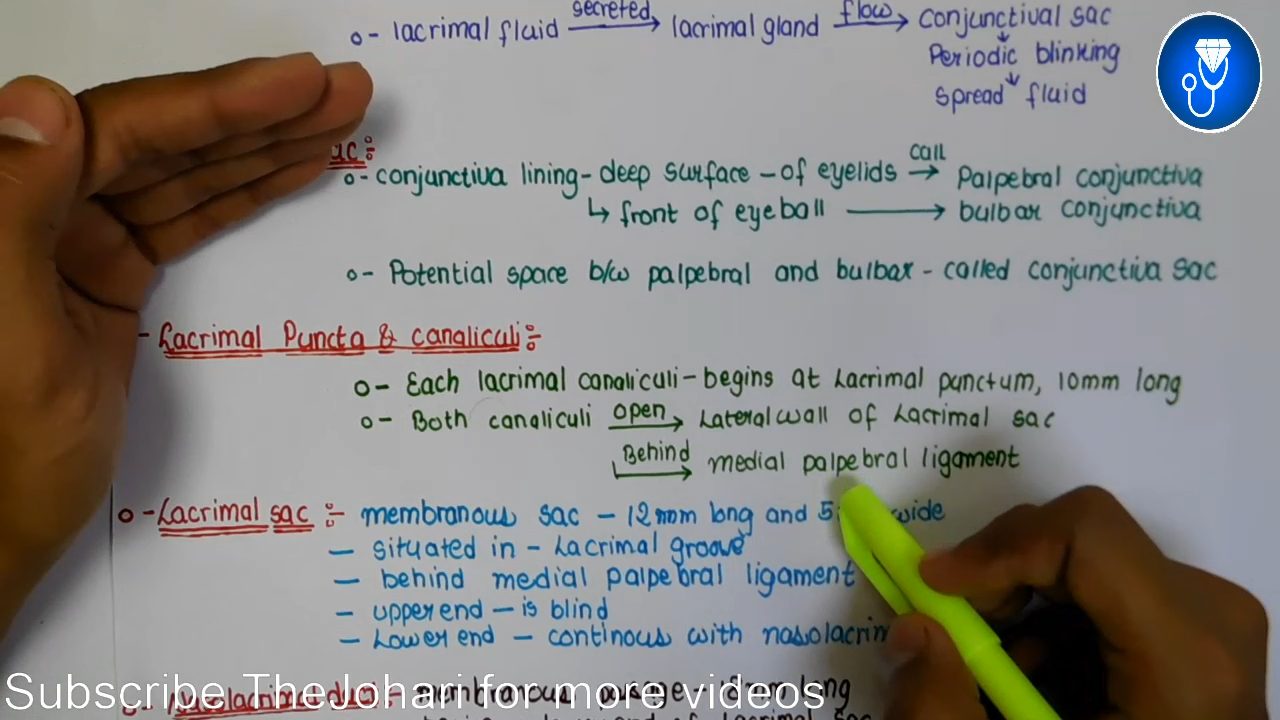 o- lacrimal fluid secreted→ lacrimal gland flow→ conjunctival sac
Periodic blinking
spread fluid
o- conjunctiva lining - deep surface - of eyelids call→ Palpebral conjunctiva
↳ front of eyeball → bulbar conjunctiva
o- Potential space b/w palpebral and bulbar - called conjunctiva sac
- Lacrimal Puncta & canaliculi :-
o- Each lacrimal canaliculi - begins at Lacrimal punctum, 10mm long
o- Both canaliculi open→ Lateral wall of Lacrimal sac
Behind→ medial palpebral ligament
o- Lacrimal sac :- membranous sac - 12mm long and 5 wide
- situated in - Lacrimal groove
- behind medial palpebral ligament
- upper end - is blind
- Lower end - continous with
Subscribe TheJohari for more videos
membranous long